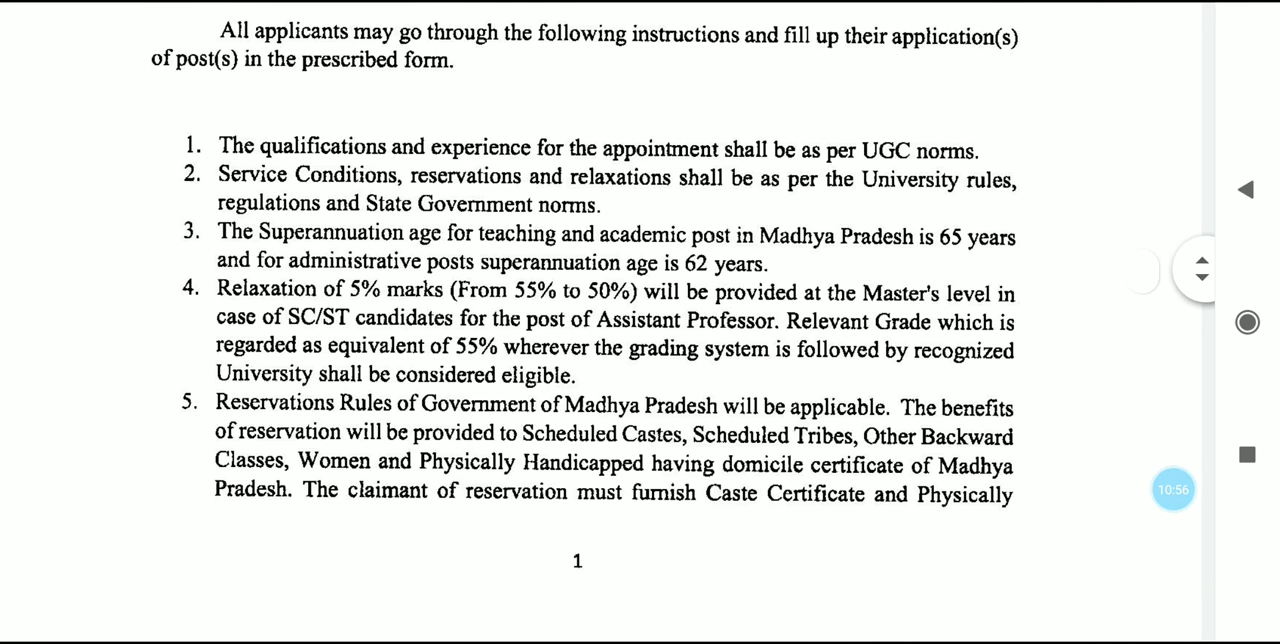 All applicants may go through the following instructions and fill up their application(s)
of post(s) in the prescribed form.
1. The qualifications and experience for the appointment shall be as per UGC norms.
2. Service Conditions, reservations and relaxations shall be as per the University rules,
regulations and State Government norms.
3. The Superannuation age for teaching and academic post in Madhya Pradesh is 65 years
and for administrative posts superannuation age is 62 years.
4. Relaxation of 5% marks (From 55% to 50%) will be provided at the Master's level in
case of SC/ST candidates for the post of Assistant Professor. Relevant Grade which is
regarded as equivalent of 55% wherever the grading system is followed by recognized
University shall be considered eligible.
5. Reservations Rules of Government of Madhya Pradesh will be applicable. The benefits
of reservation will be provided to Scheduled Castes, Scheduled Tribes, Other Backward
Classes, Women and Physically Handicapped having domicile certificate of Madhya
Pradesh. The claimant of reservation must furnish Caste Certificate and Physically
10:56
1